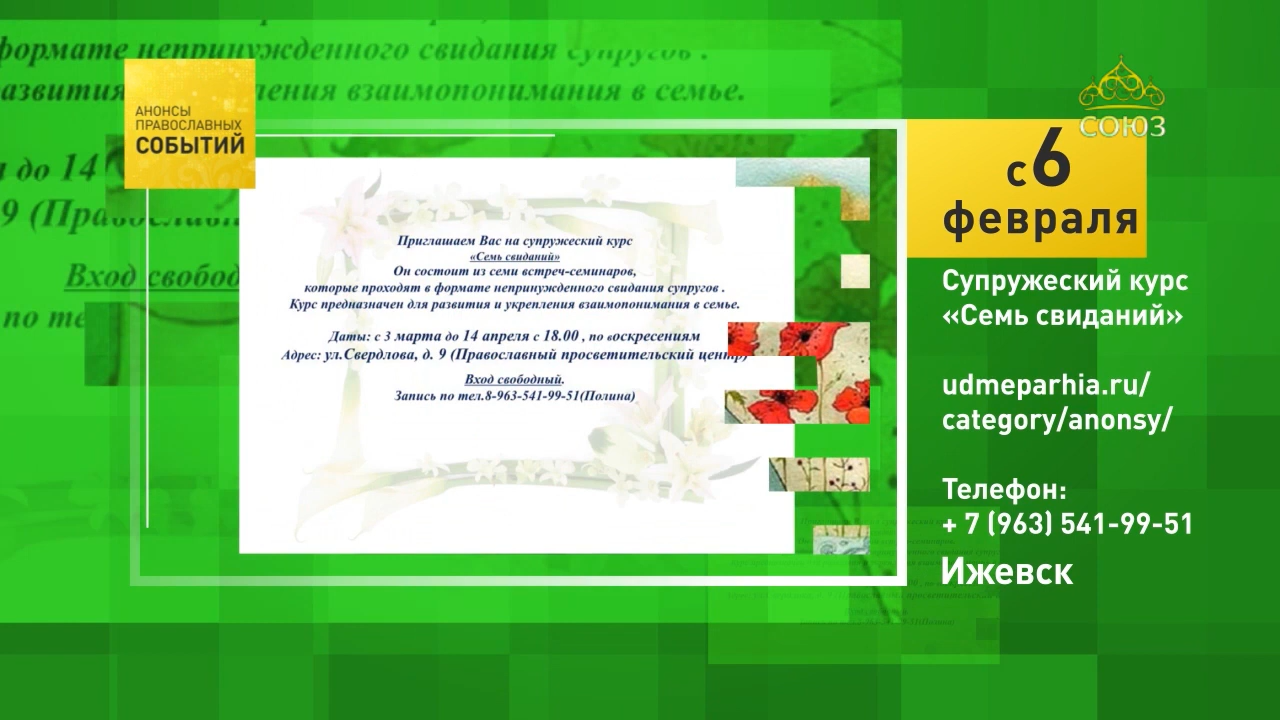 формате непринужденного свидания супругов .
ления взаимопонимания в семье.
АНОНСЫ
ПРАВОСЛАВНЫХ
СОБЫТИЙ
СОЮЗ
с 6
февраля
до 14
9
Вход
по
Приглашаем Вас на супружеский курс
«Семь свиданий»
Он состоит из семи встреч-семинаров,
которые проходят в формате непринужденного свидания супругов .
Курс предназначен для развития и укрепления взаимопонимания в семье.
Даты: с 3 марта до 14 апреля с 18.00 , по воскресениям
Адрес: ул.Свердлова, д. 9 (Православный просветительский центр)
Вход свободный.
Запись по тел.8-963-541-99-51(Полина)
Супружеский курс
«Семь свиданий»
udmeparhia.ru/
category/anonsy/
Телефон:
+ 7 (963) 541-99-51
Ижевск